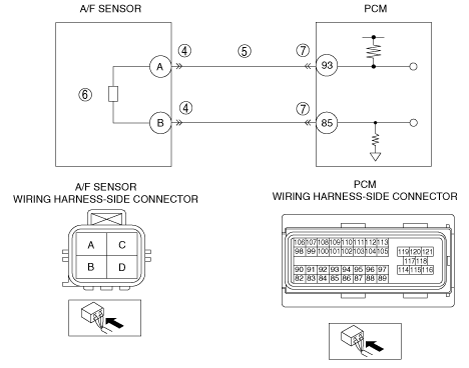 A/F SENSOR
PCM
④ ⑤ ⑦
A 93
⑥
④ ⑦
B 85
A/F SENSOR
WIRING HARNESS-SIDE CONNECTOR
PCM
WIRING HARNESS-SIDE CONNECTOR
A C
B D
106 107 108 109 110 111 112 113
98 99 100 101 102 103 104 105
119 120 121
117 118
90 91 92 93 94 95 96 97
114 115 116
82 83 84 85 86 87 88 89